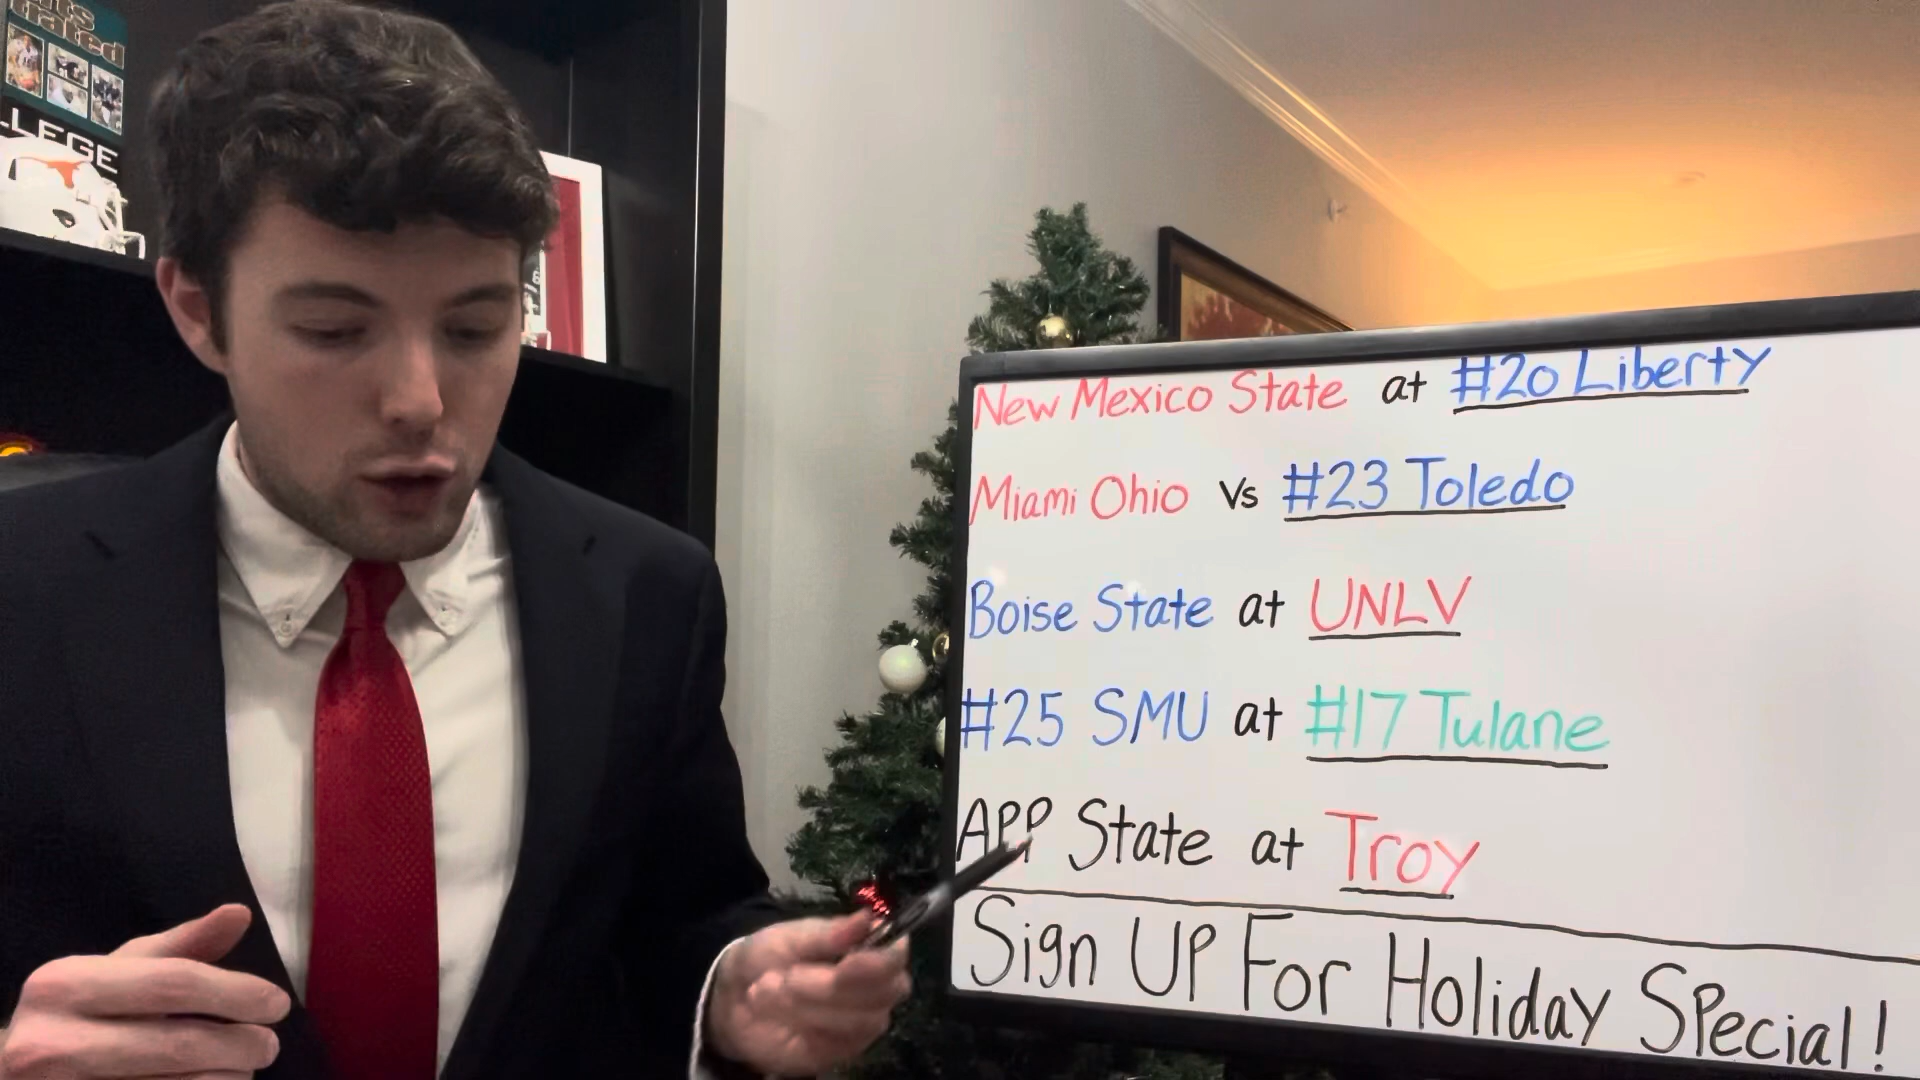 LLEGE
New Mexico State at #20 Liberty
Miami Ohio Vs #23 Toledo
Boise State at UNLV
#25 SMU at #17 Tulane
APP State at Troy
Sign UP For Holiday Special!